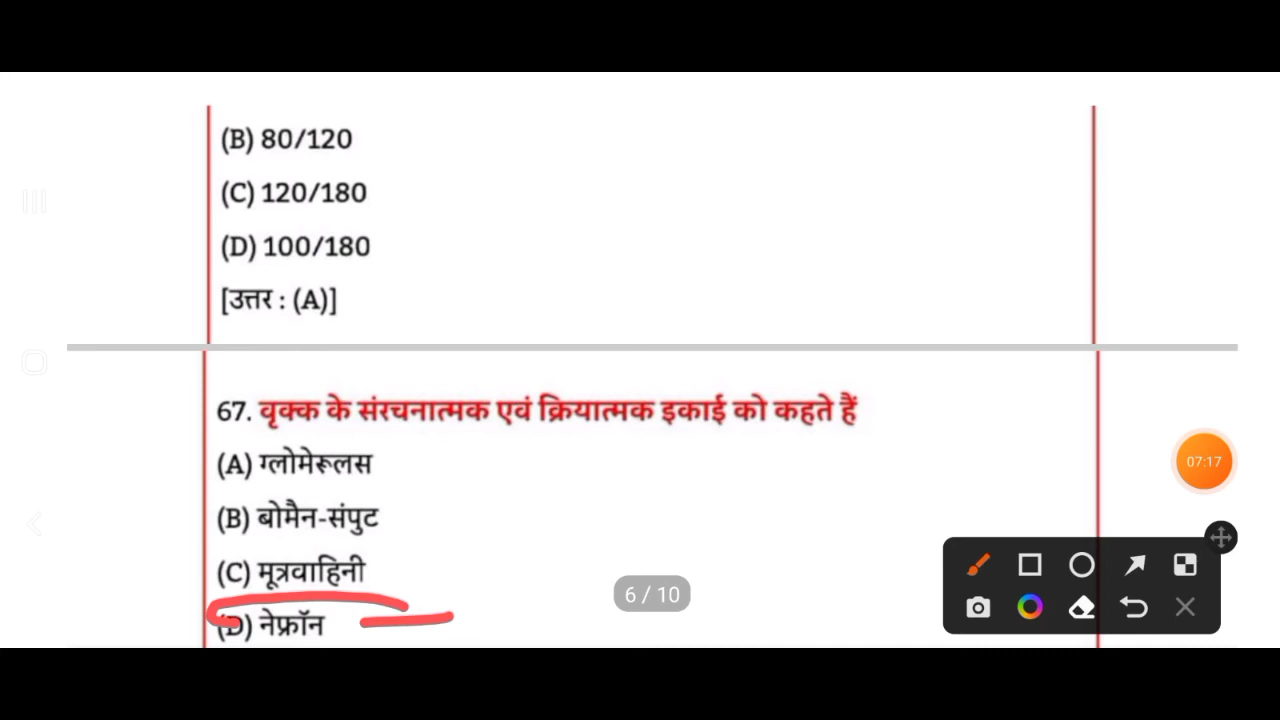 (B) 80/120
(C) 120/180
(D) 100/180
[उत्तर : (A)]
67. वृक्क के संरचनात्मक एवं क्रियात्मक इकाई को कहते हैं
(A) ग्लोमेरूलस
(B) बोमैन-संपुट
(C) मूत्रवाहिनी
(D) नेफ्रॉन
6 / 10
07:17